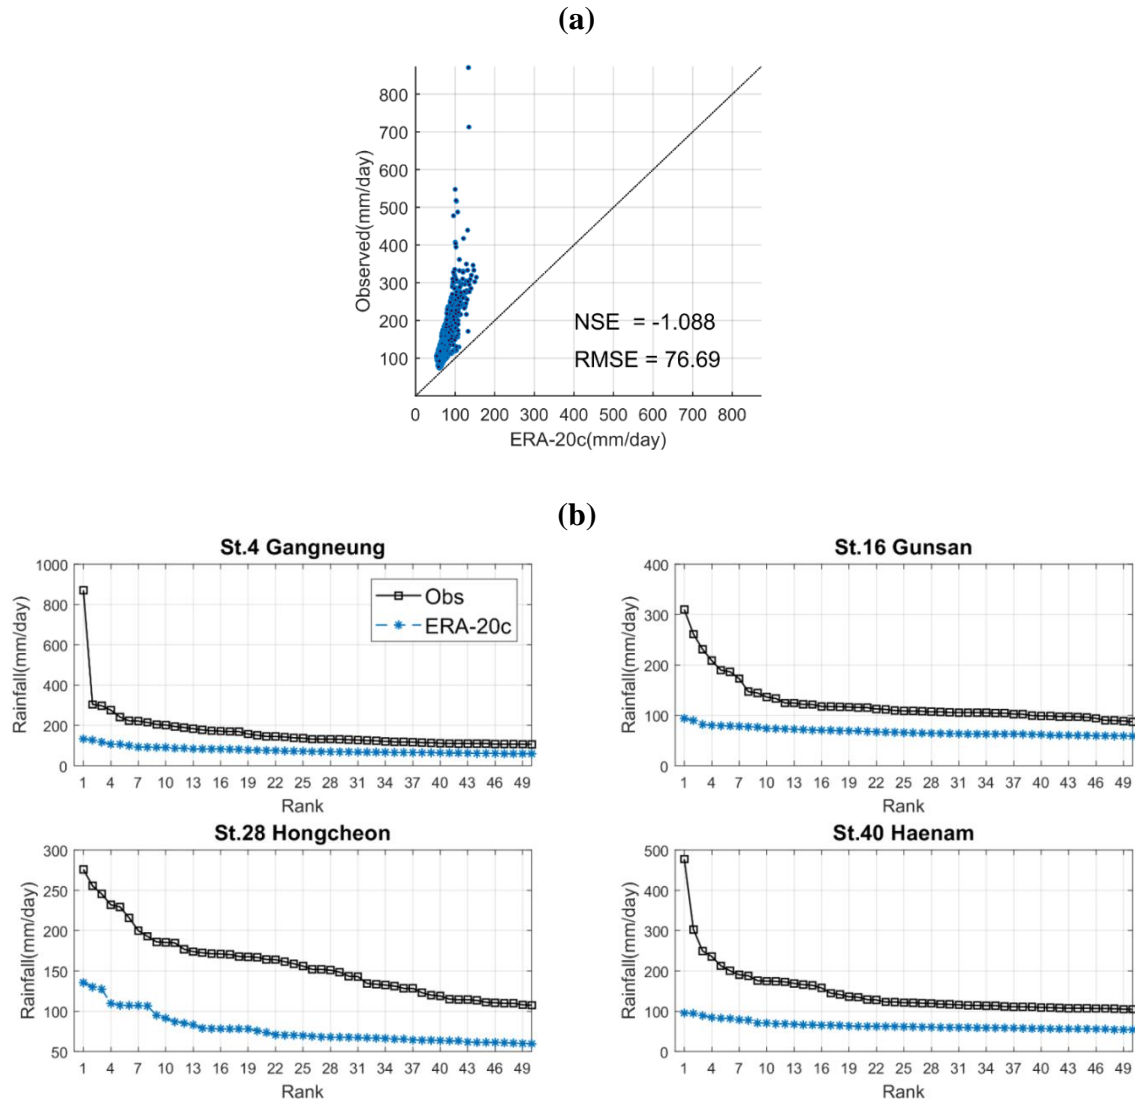 (a)
800
700
600
500
400
300
200
100
Observed(mm/day)
NSE = -1.088
RMSE = 76.69
0 100 200 300 400 500 600 700 800
ERA-20c(mm/day)
(b)
St.4 Gangneung
1000
800
600
400
200
0
Rainfall(mm/day)
Obs
ERA-20c
1 4 7 10 13 16 19 22 25 28 31 34 37 40 43 46 49
Rank
St.16 Gunsan
400
300
200
100
0
Rainfall(mm/day)
1 4 7 10 13 16 19 22 25 28 31 34 37 40 43 46 49
Rank
St.28 Hongcheon
300
250
200
150
100
50
Rainfall(mm/day)
1 4 7 10 13 16 19 22 25 28 31 34 37 40 43 46 49
Rank
St.40 Haenam
500
400
300
200
100
0
Rainfall(mm/day)
1 4 7 10 13 16 19 22 25 28 31 34 37 40 43 46 49
Rank